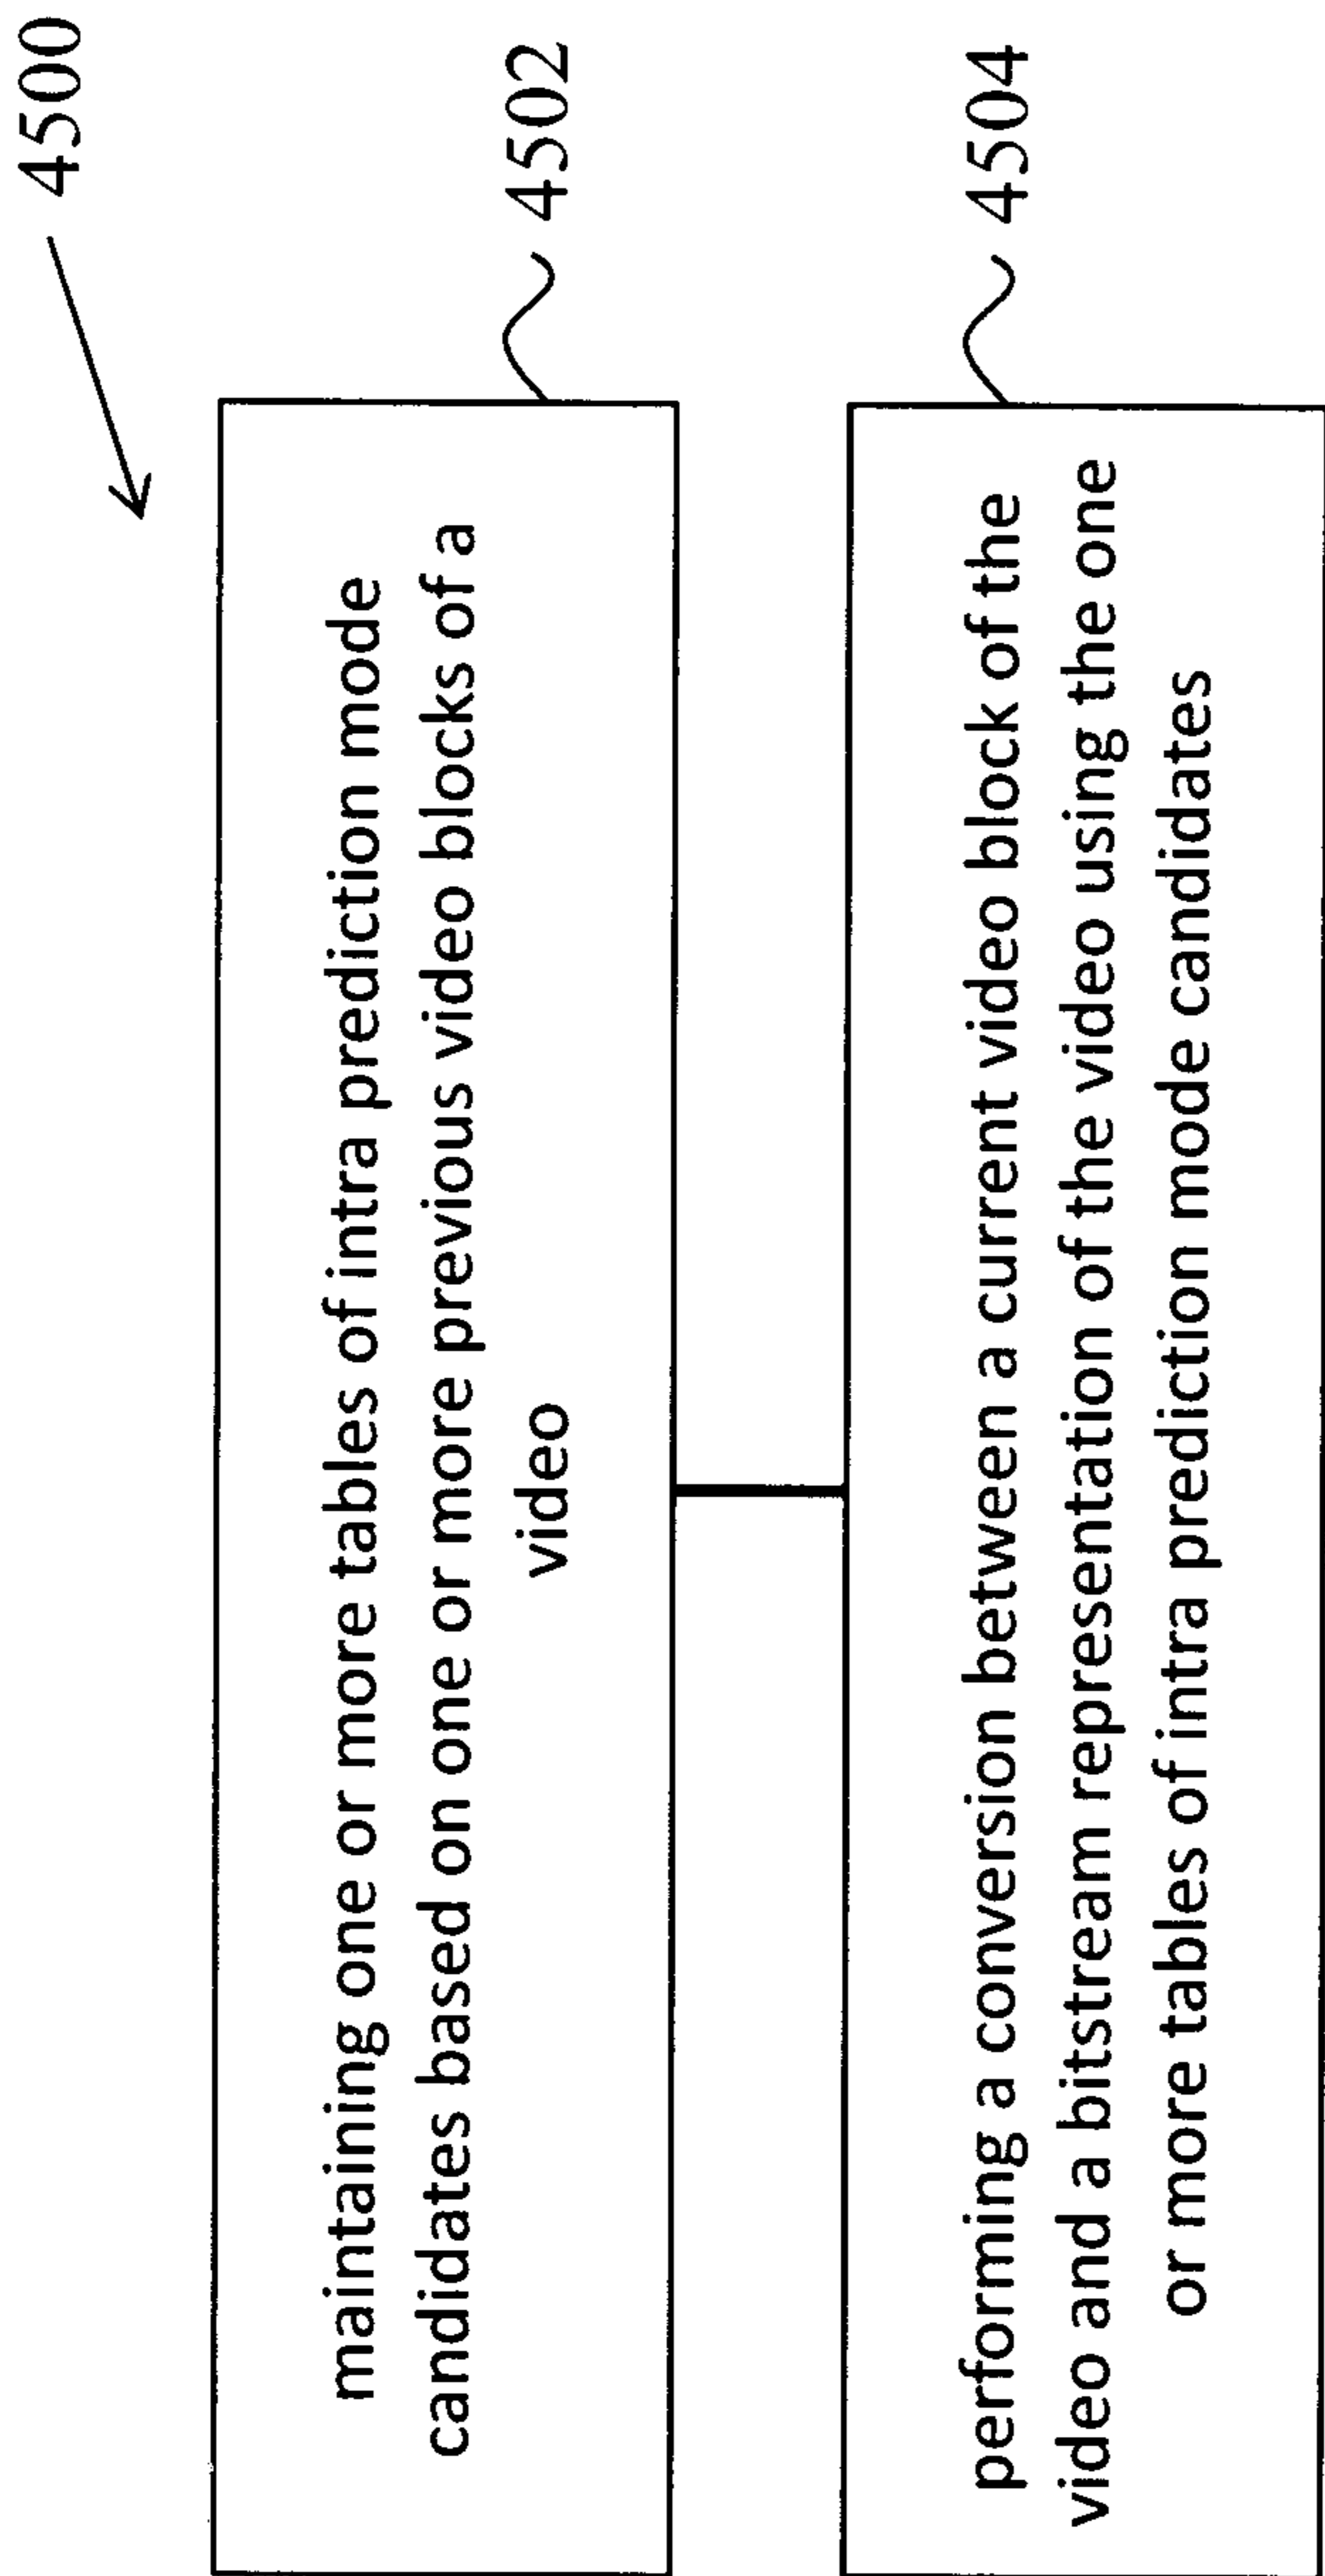 4500
maintaining one or more tables of intra prediction mode
candidates based on one or more previous video blocks of a
video
4502
performing a conversion between a current video block of the
video and a bitstream representation of the video using the one
or more tables of intra prediction mode candidates
4504